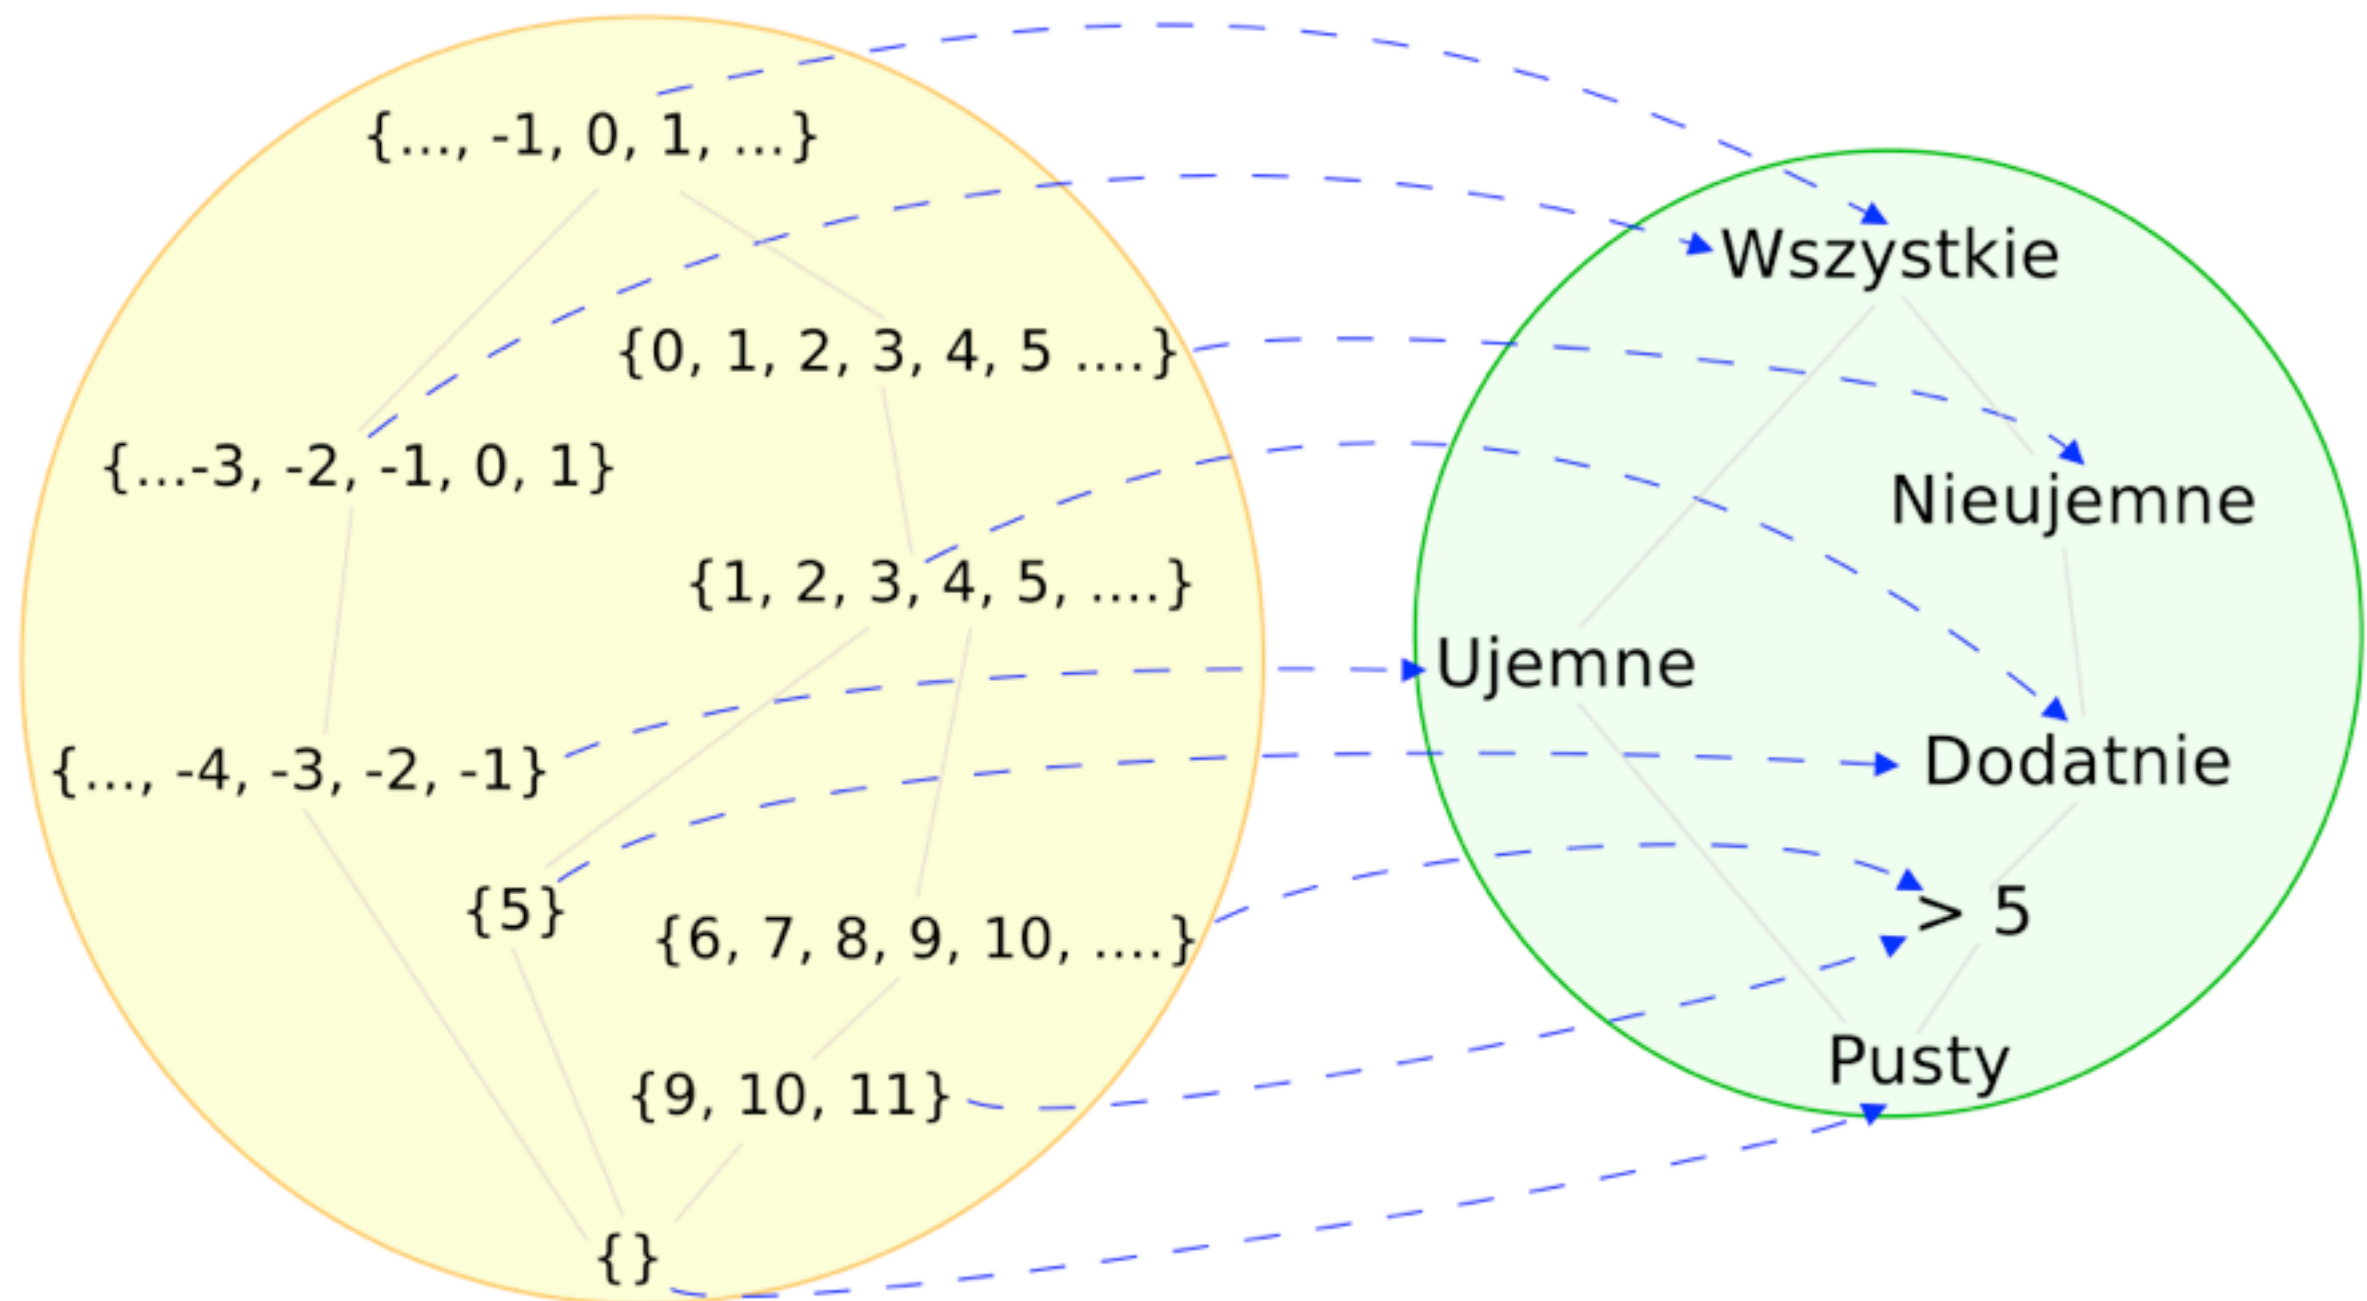 {..., -1, 0, 1, ...}
{0, 1, 2, 3, 4, 5 ....}
{...-3, -2, -1, 0, 1}
{1, 2, 3, 4, 5, ....}
{..., -4, -3, -2, -1}
{5}
{6, 7, 8, 9, 10, ....}
{9, 10, 11}
{}
Wszystkie
Nieujemne
Ujemne
Dodatnie
> 5
Pusty